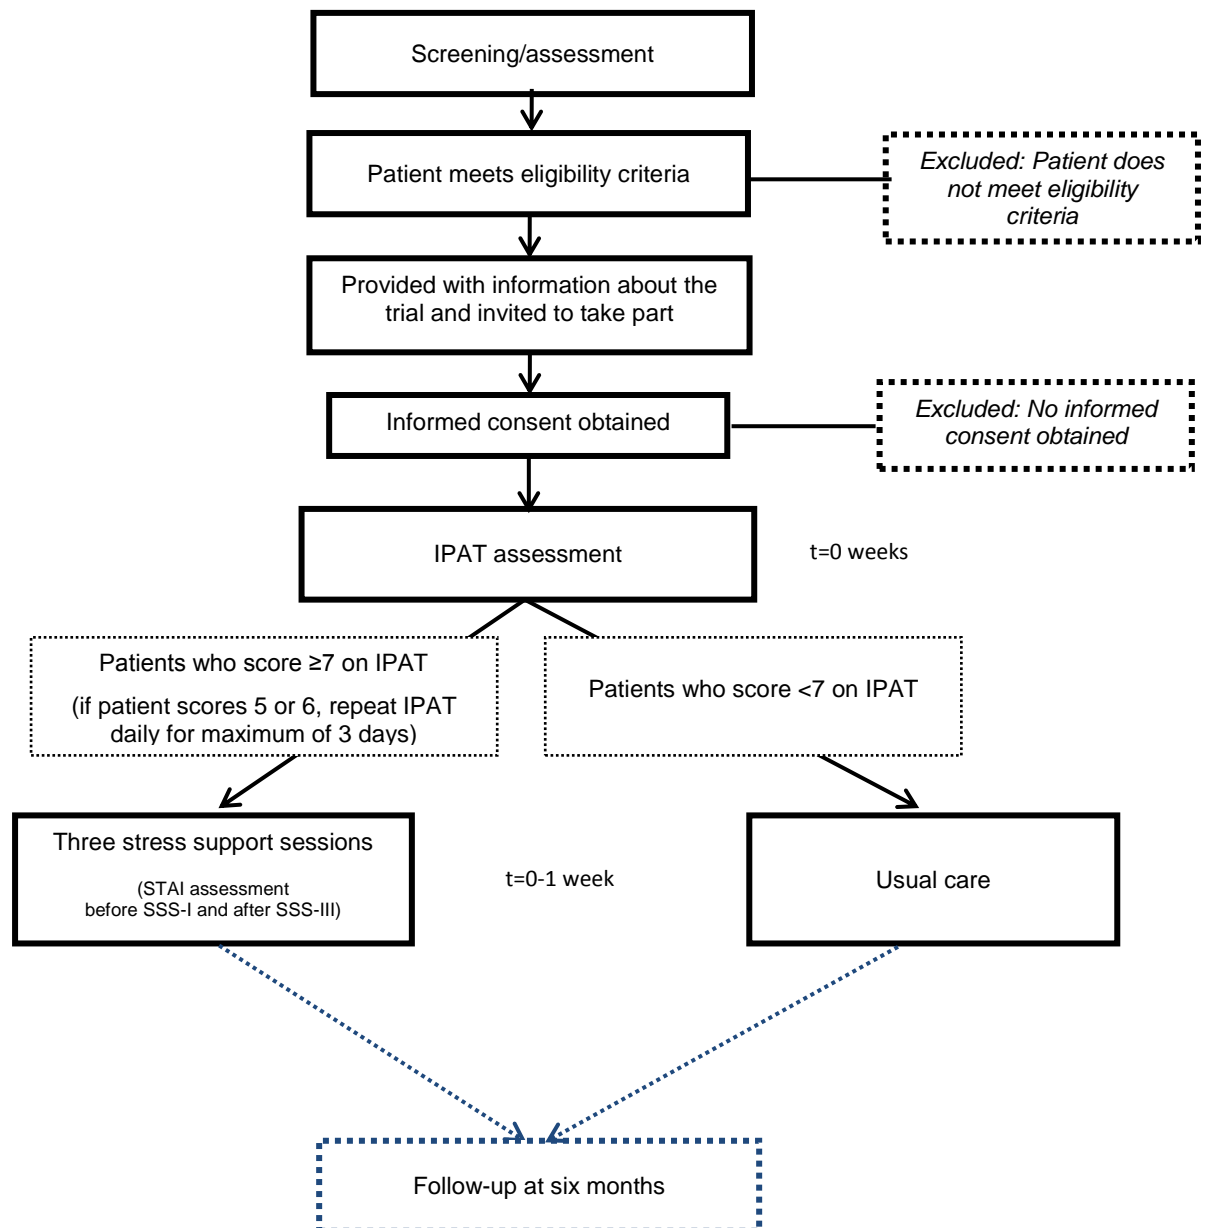 Screening/assessment
Patient meets eligibility criteria
Excluded: Patient does
not meet eligibility
criteria
Provided with information about the
trial and invited to take part
Informed consent obtained
Excluded: No informed
consent obtained
IPAT assessment
t=0 weeks
Patients who score ≥7 on IPAT
(if patient scores 5 or 6, repeat IPAT
daily for maximum of 3 days)
Patients who score <7 on IPAT
Three stress support sessions
(STAI assessment
before SSS-I and after SSS-III)
t=0-1 week
Usual care
Follow-up at six months